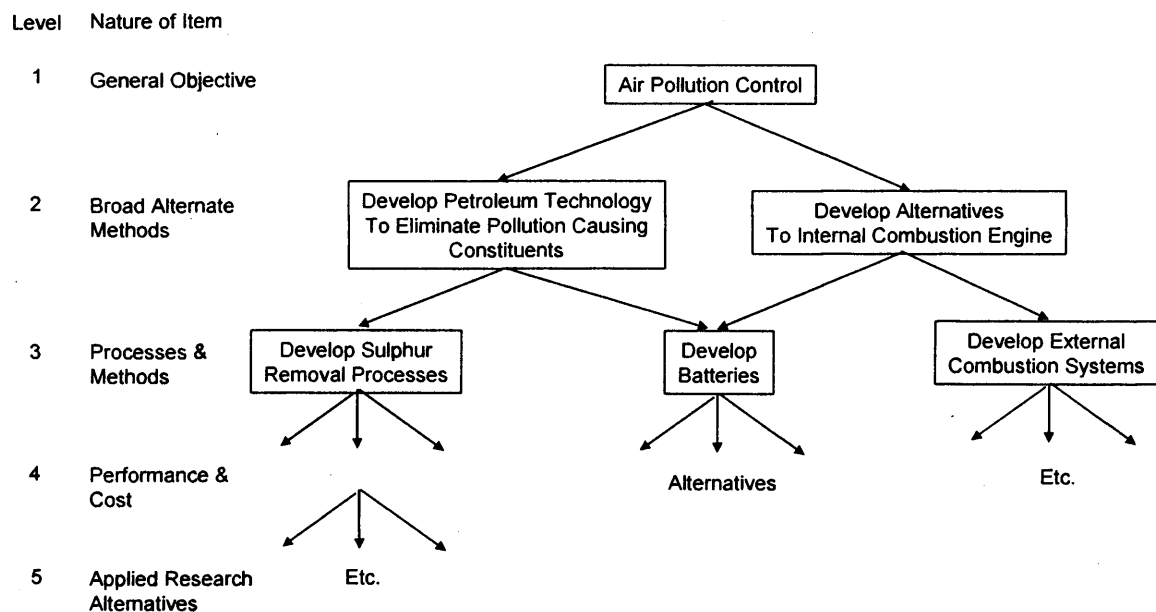 Level Nature of Item
1 General Objective
Air Pollution Control
2 Broad Alternate
Methods
Develop Petroleum Technology
To Eliminate Pollution Causing
Constituents
Develop Alternatives
To Internal Combustion Engine
3 Processes &
Methods
Develop Sulphur
Removal Processes
Develop
Batteries
Develop External
Combustion Systems
4 Performance &
Cost
Alternatives
Etc.
5 Applied Research
Alternatives
Etc.